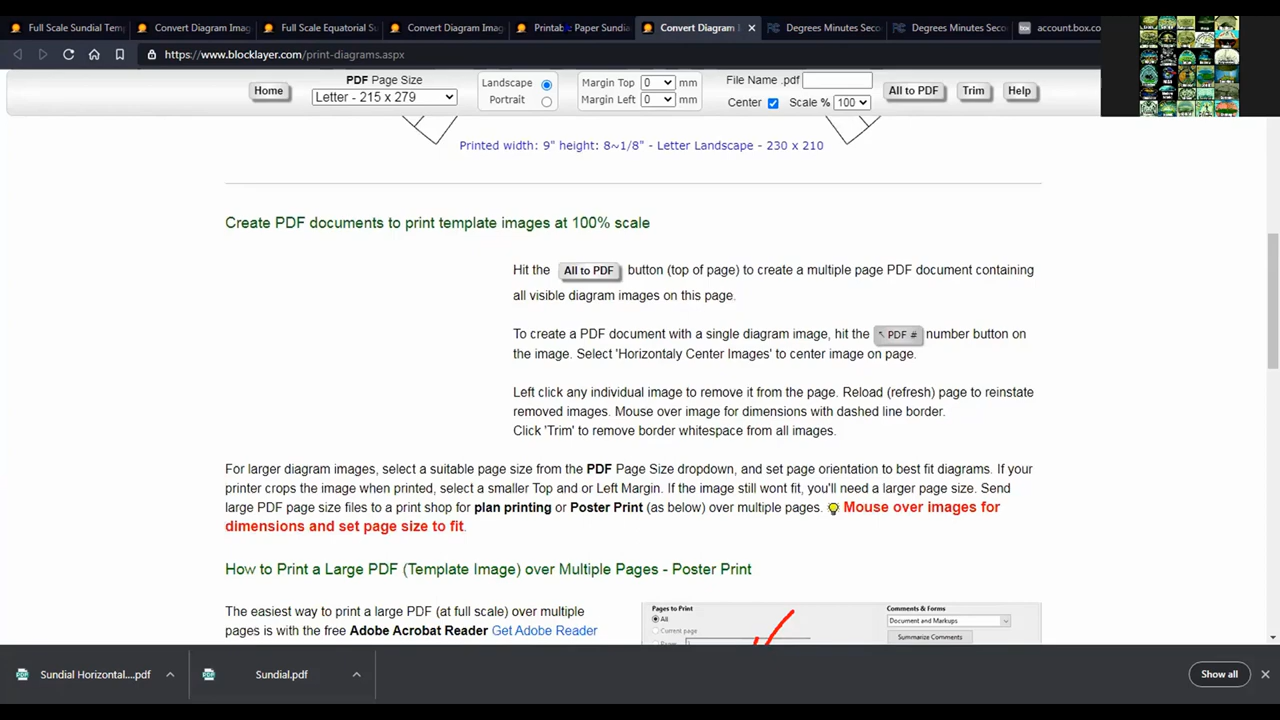 Full Scale Sundial Temp
Convert Diagram Imag
Full Scale Equatorial Su
Convert Diagram Imag
Printable Paper Sundial
Convert Diagram
Degrees Minutes Seco
Degrees Minutes Seco
account.box.co
https://www.blocklayer.com/print-diagrams.aspx
Home
PDF Page Size
Letter - 215 x 279
Landscape
Portrait
Margin Top 0 mm
Margin Left 0 mm
File Name .pdf
Center Scale % 100
All to PDF
Trim
Help
Printed width: 9" height: 8~1/8" - Letter Landscape - 230 x 210
Create PDF documents to print template images at 100% scale
Hit the All to PDF button (top of page) to create a multiple page PDF document containing
all visible diagram images on this page.
To create a PDF document with a single diagram image, hit the PDF # number button on
the image. Select 'Horizontaly Center Images' to center image on page.
Left click any individual image to remove it from the page. Reload (refresh) page to reinstate
removed images. Mouse over image for dimensions with dashed line border.
Click 'Trim' to remove border whitespace from all images.
For larger diagram images, select a suitable page size from the PDF Page Size dropdown, and set page orientation to best fit diagrams. If your
printer crops the image when printed, select a smaller Top and or Left Margin. If the image still wont fit, you'll need a larger page size. Send
large PDF page size files to a print shop for plan printing or Poster Print (as below) over multiple pages. Mouse over images for
dimensions and set page size to fit.
How to Print a Large PDF (Template Image) over Multiple Pages - Poster Print
The easiest way to print a large PDF (at full scale) over multiple
pages is with the free Adobe Acrobat Reader Get Adobe Reader
Pages to Print
All
Current page
Comments & Forms
Document and Markups
Summarize Comments
Sundial Horizontal....pdf
Sundial.pdf
Show all